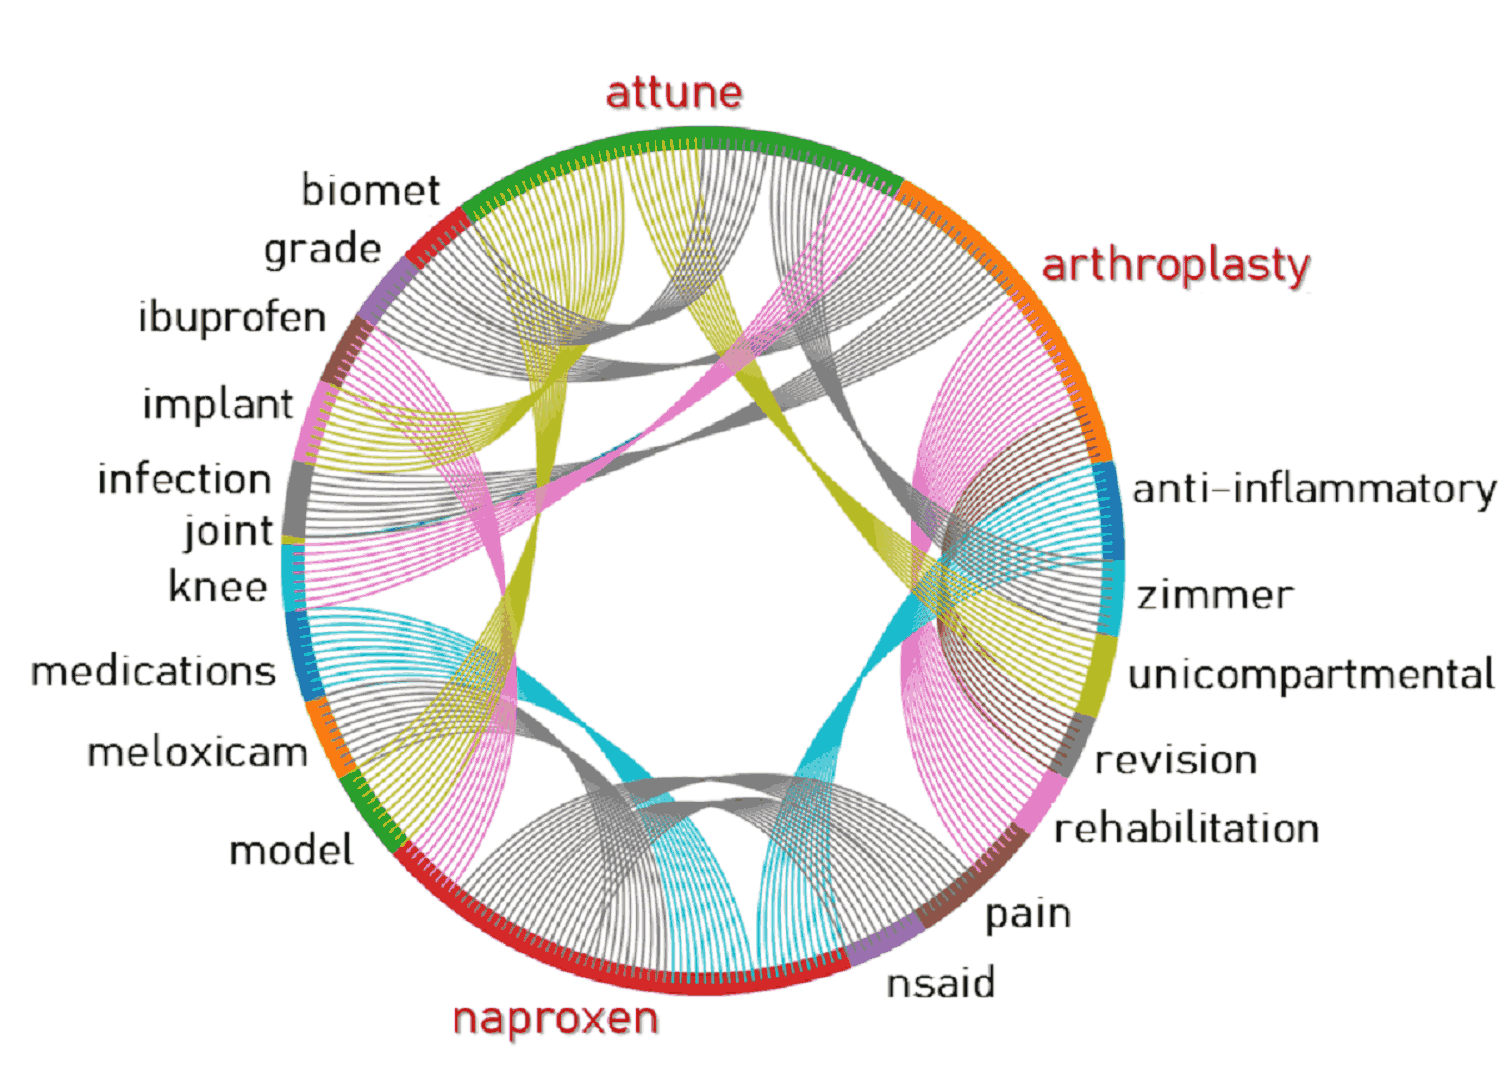 attune
biomet
grade
arthroplasty
ibuprofen
implant
infection
anti-inflammatory
joint
knee
zimmer
medications
unicompartmental
meloxicam
revision
model
rehabilitation
pain
nsaid
naproxen